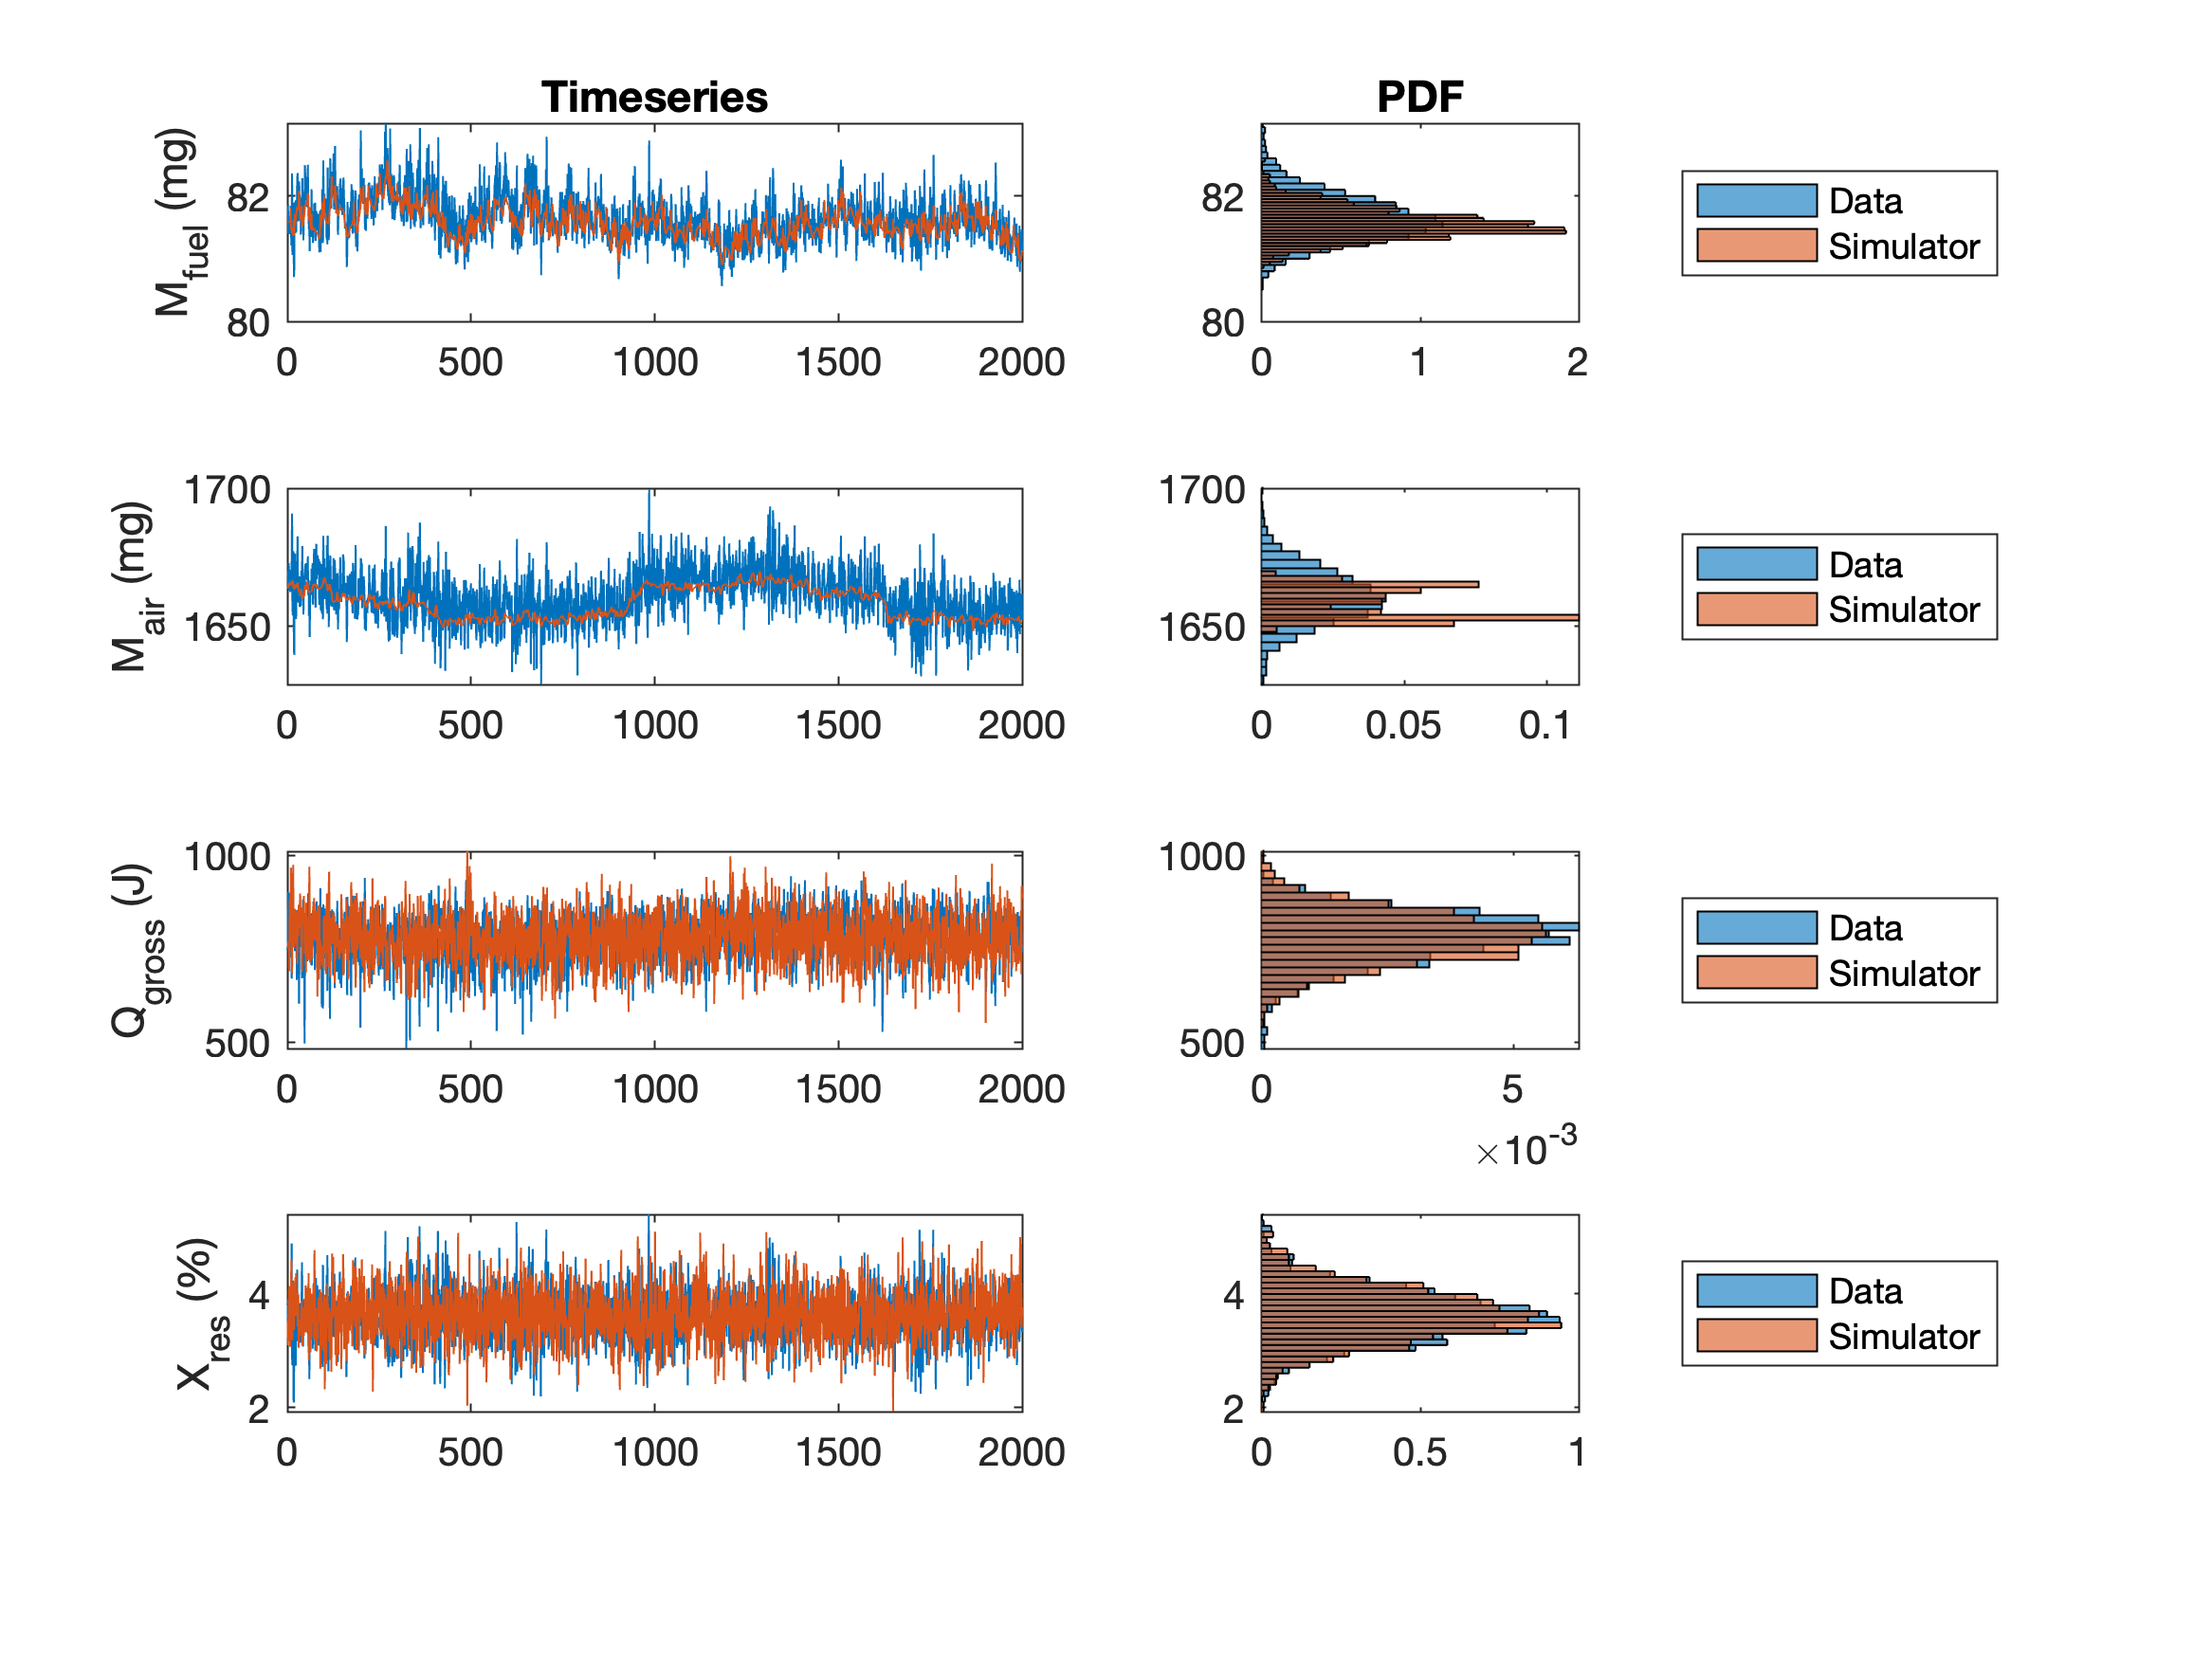 Timeseries PDF
M_fuel (mg)
82
80
0 500 1000 1500 2000
82
80
0 1 2
Data
Simulator
M_air (mg)
1700
1650
0 500 1000 1500 2000
1700
1650
0 0.05 0.1
Data
Simulator
Q_gross (J)
1000
500
0 500 1000 1500 2000
1000
500
0 5
×10^-3
Data
Simulator
X_res (%)
4
2
0 500 1000 1500 2000
4
2
0 0.5 1
Data
Simulator